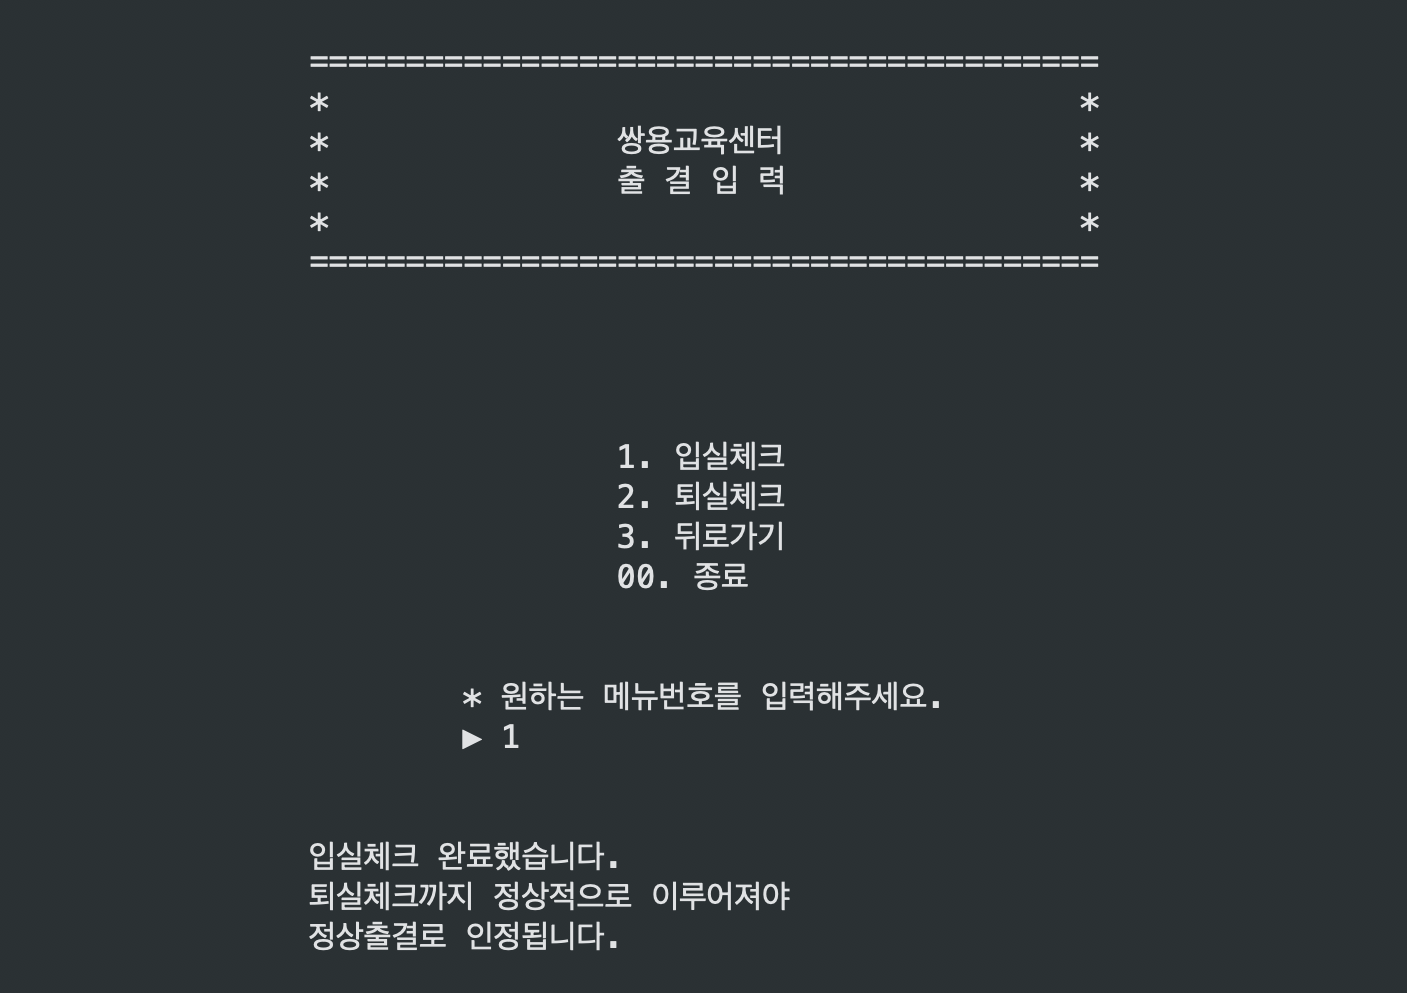 =========================================
* *
* 쌍용교육센터 *
* 출 결 입 력 *
* *
=========================================
1. 입실체크
2. 퇴실체크
3. 뒤로가기
00. 종료
* 원하는 메뉴번호를 입력해주세요.
▶ 1
입실체크 완료했습니다.
퇴실체크까지 정상적으로 이루어져야
정상출결로 인정됩니다.